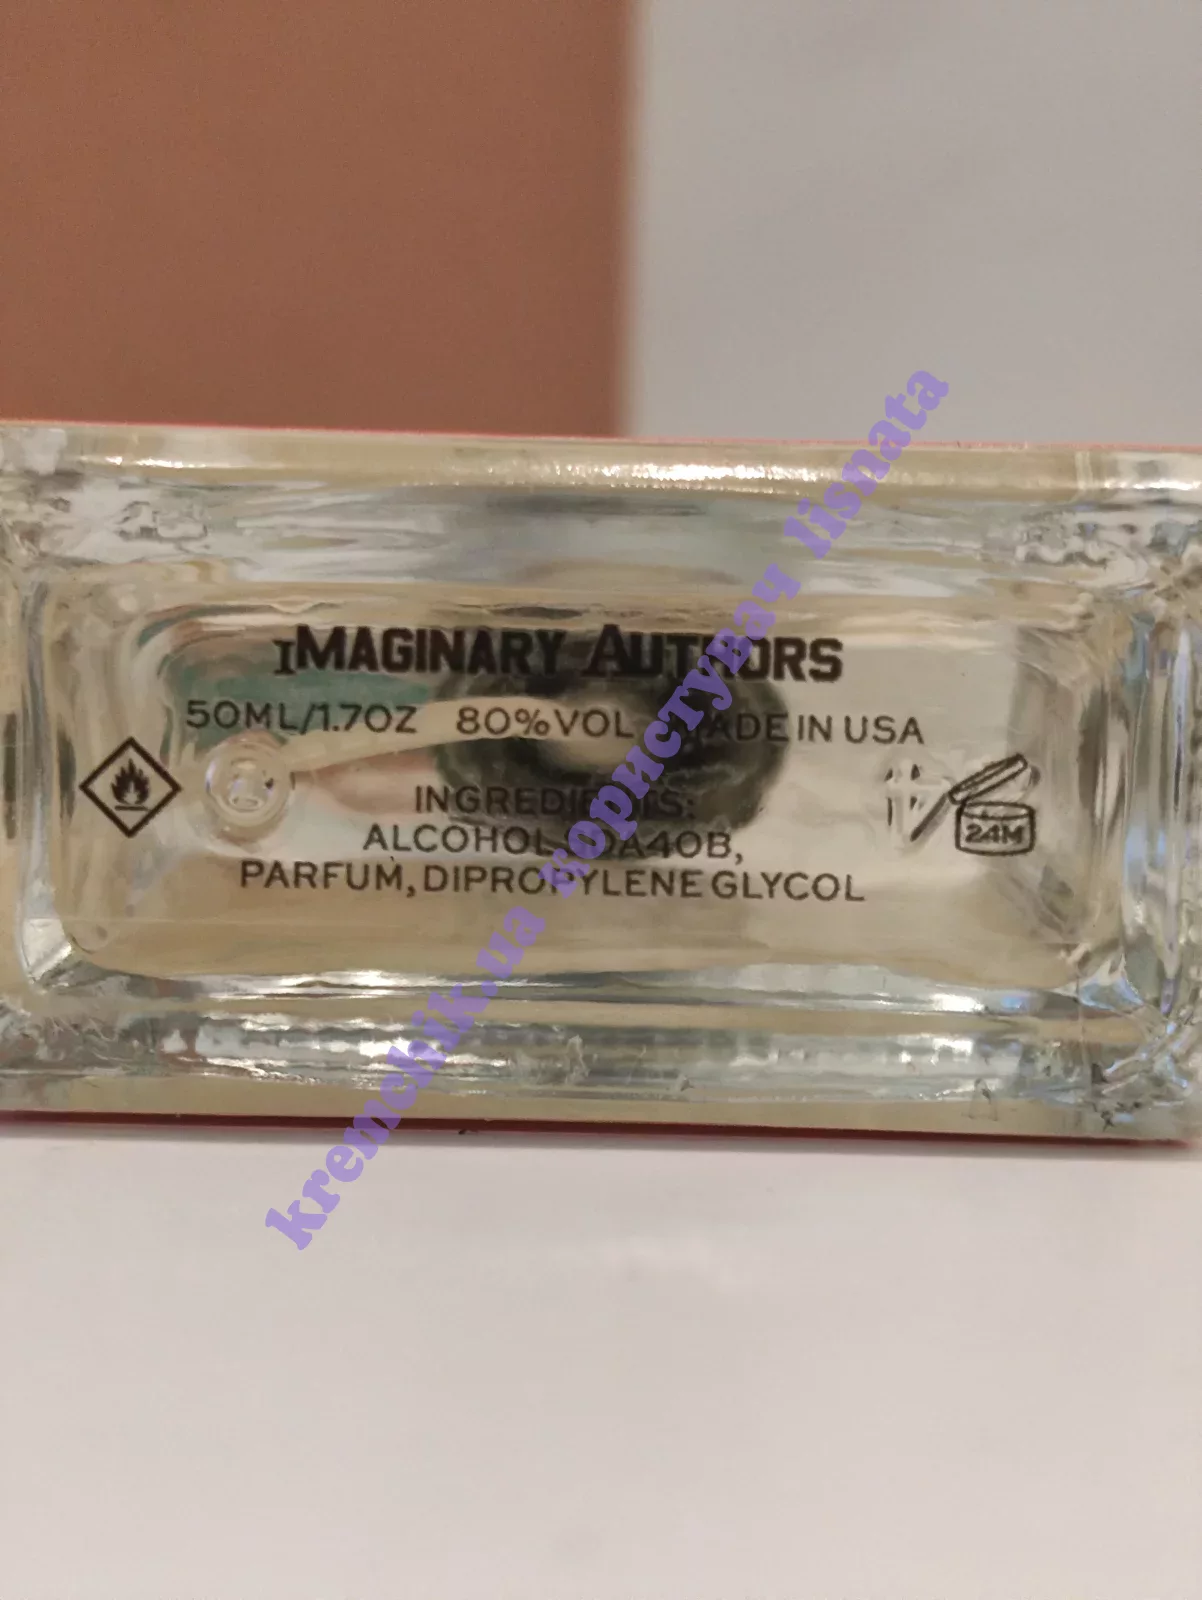 IMAGINARY AUTHORS
50ML/1.7OZ 80%VOL MADE IN USA
INGREDIENTS:
ALCOHOL SDA40B,
PARFUM, DIPROPYLENE GLYCOL
24M
kremchik.ua користувач lisnata